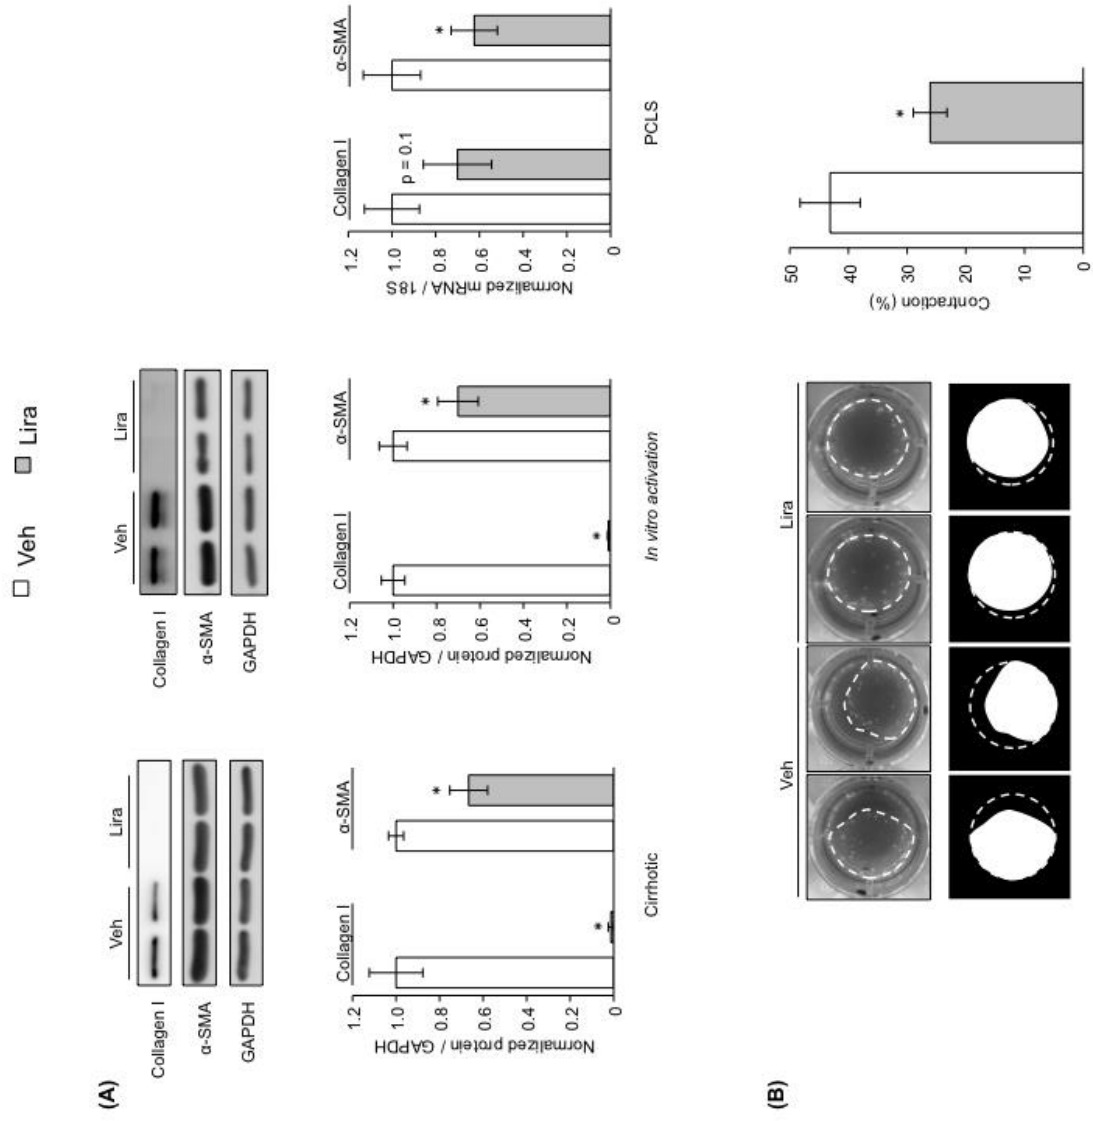 Veh
Lira
(A)
Veh
Lira
Collagen I
α-SMA
GAPDH
Veh
Lira
Collagen I
α-SMA
GAPDH
Collagen I
α-SMA
*
*
Normalized protein / GAPDH
1.2
1.0
0.8
0.6
0.4
0.2
0
Cirrhotic
Collagen I
α-SMA
*
*
Normalized protein / GAPDH
1.2
1.0
0.8
0.6
0.4
0.2
0
In vitro activation
Collagen I
α-SMA
p = 0.1
*
Normalized mRNA / 18S
1.2
1.0
0.8
0.6
0.4
0.2
0
PCLS
(B)
Veh
Lira
*
Contraction (%)
50
40
30
20
10
0